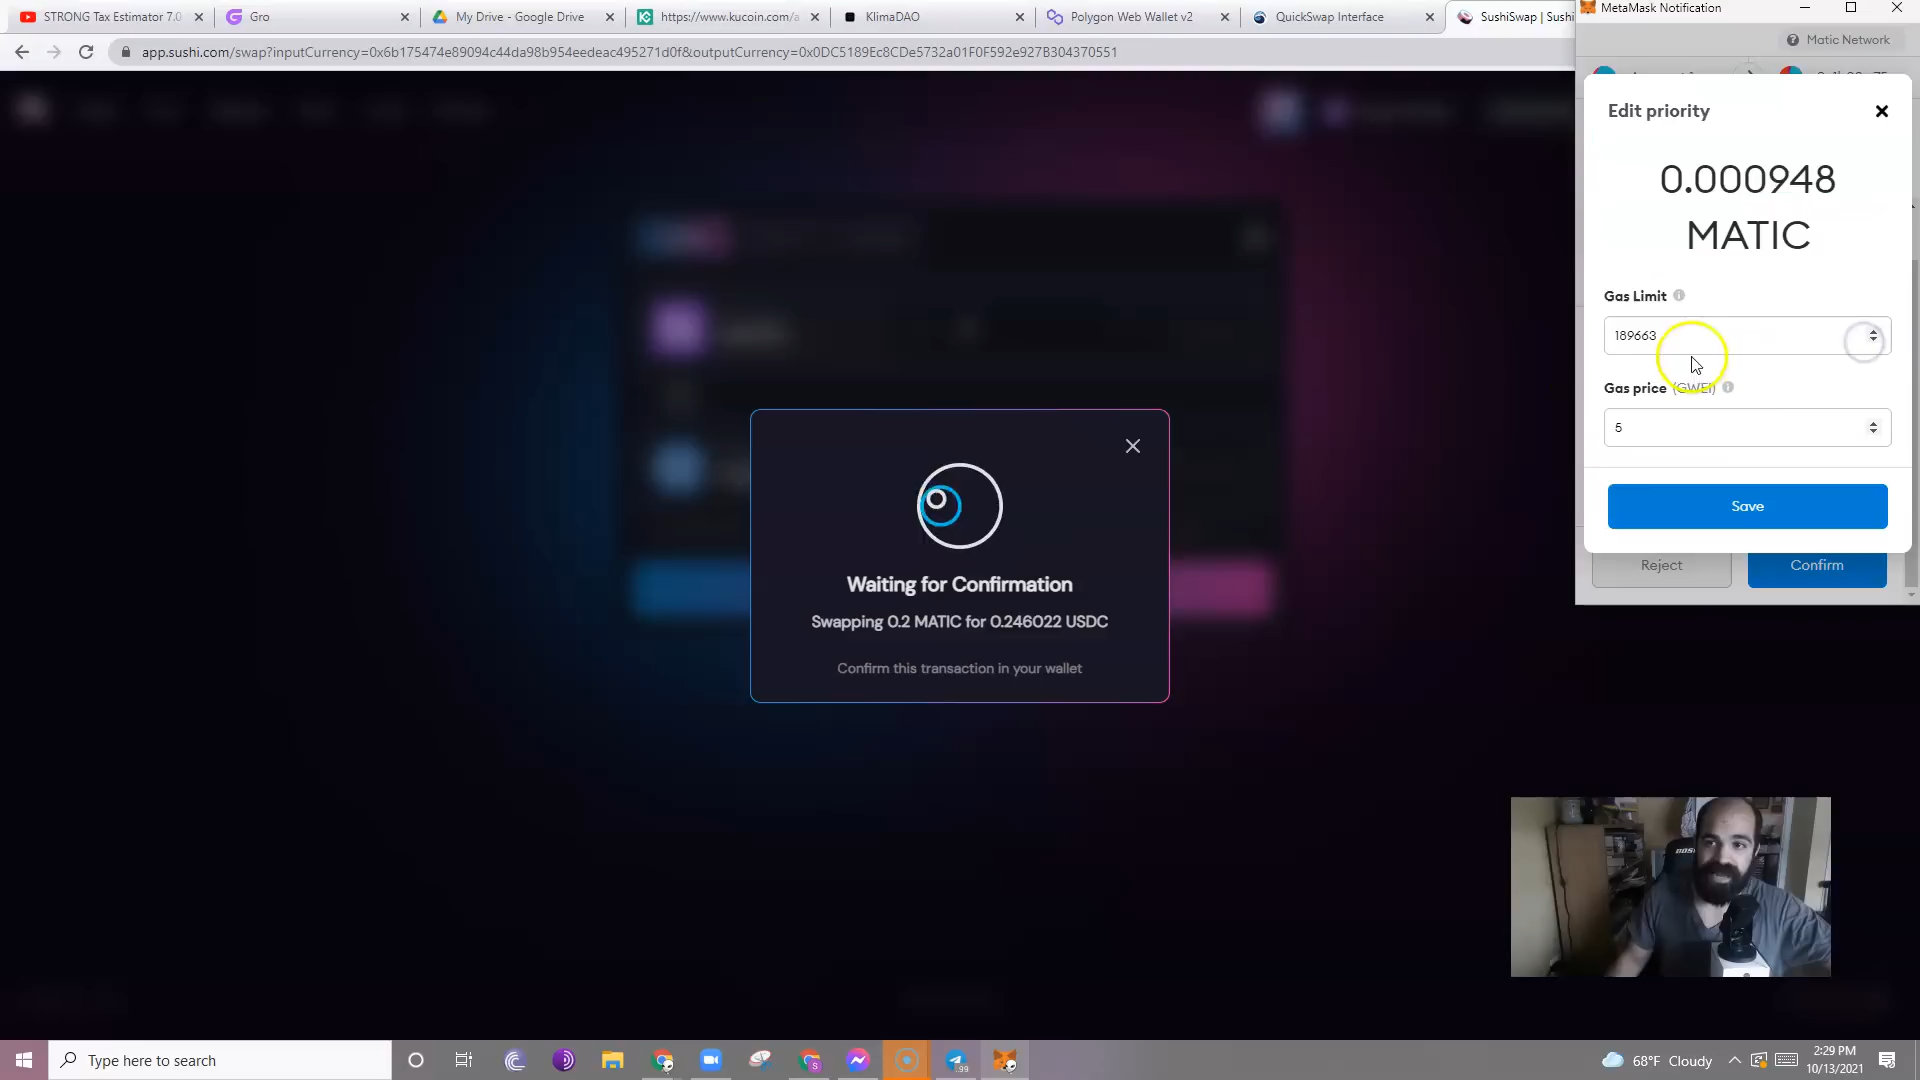 STRONG Tax Estimator 7.0
Gro
My Drive - Google Drive
https://www.kucoin.com/a
KlimaDAO
Polygon Web Wallet v2
QuickSwap Interface
SushiSwap | Sushi
MetaMask Notification
app.sushi.com/swap?inputCurrency=0x6b175474e89094c44da98b954eedeac495271d0f&outputCurrency=0x0DC5189Ec8CDe5732a01F0F592e927B304370551
Matic Network
Edit priority
0.000948
MATIC
Gas Limit
189663
Gas price (GWEI)
5
Save
Reject
Confirm
Waiting for Confirmation
Swapping 0.2 MATIC for 0.246022 USDC
Confirm this transaction in your wallet
Type here to search
.99
68°F Cloudy
2:29 PM
10/13/2021